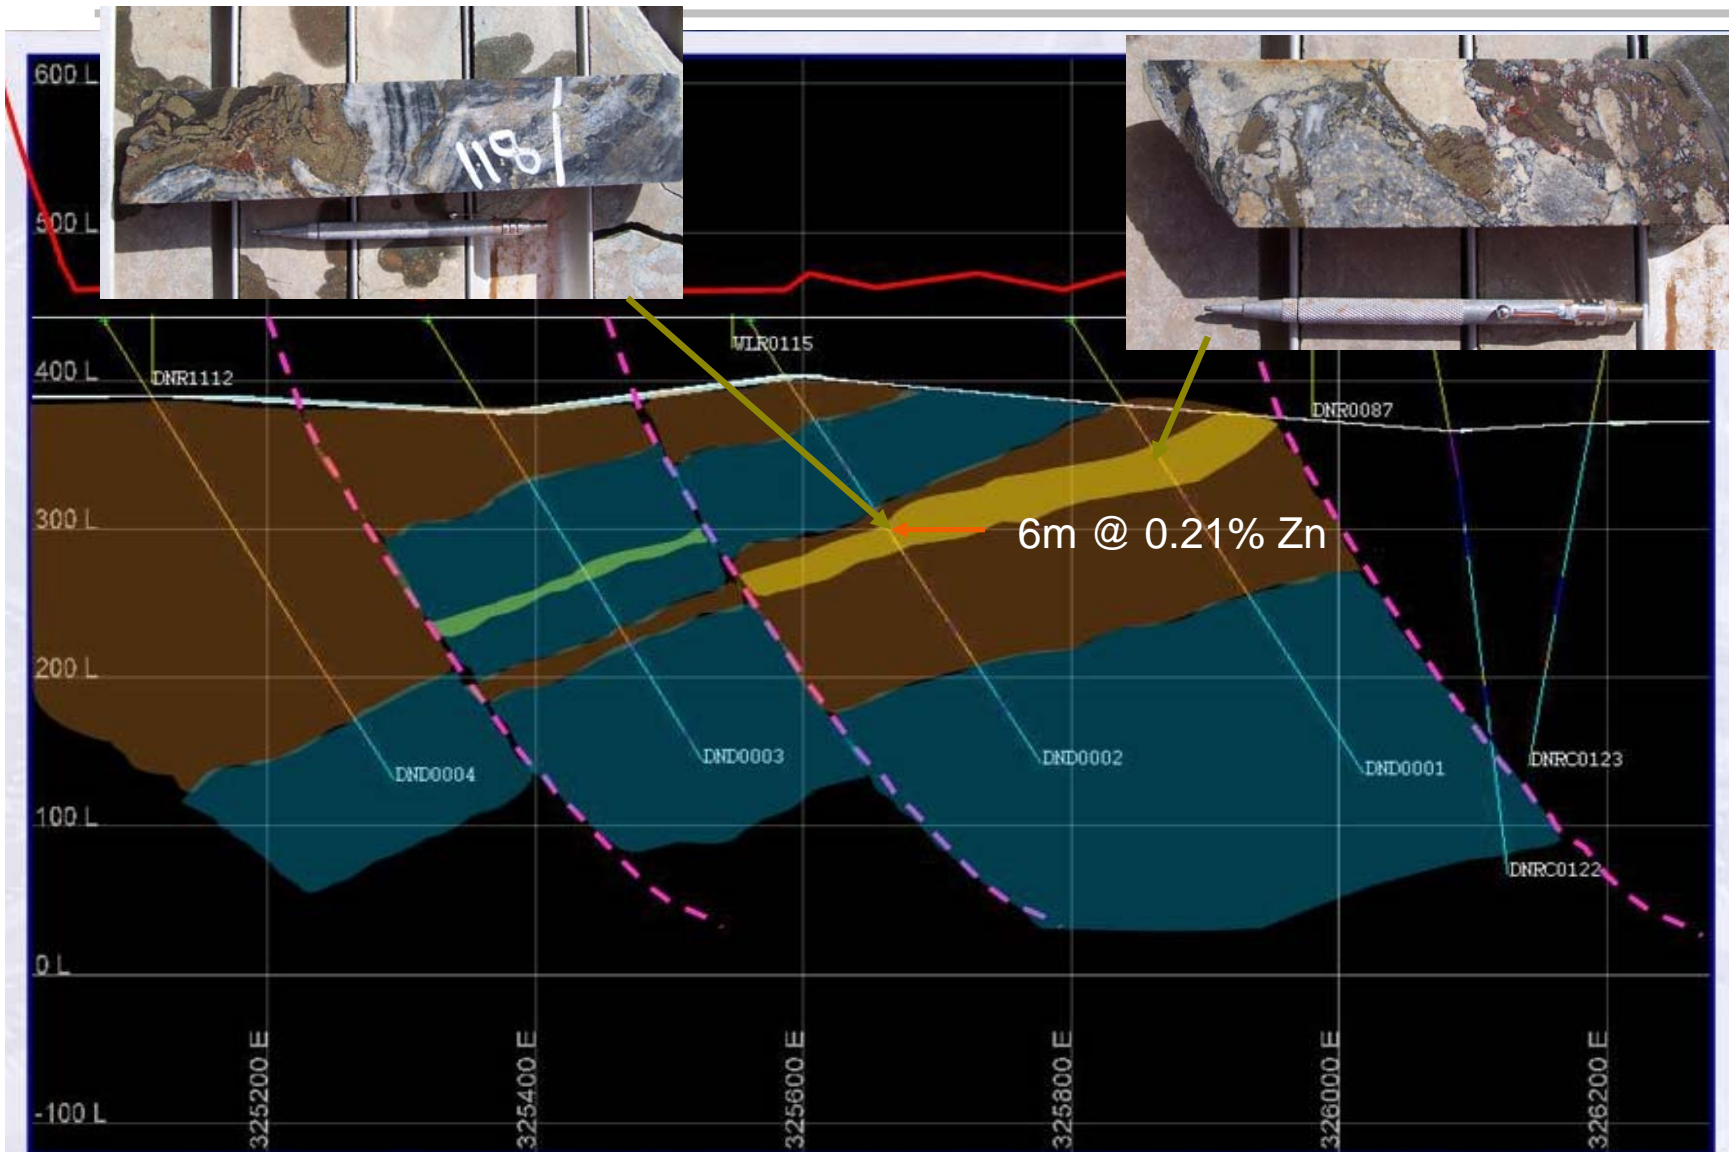 600 L
1181
500 L
WLR0115
400 L
DNR1112
DNR0087
300 L
6m @ 0.21% Zn
200 L
DND0004
DND0003
DND0002
DND0001
DNRC0123
100 L
DNRC0122
0 L
-100 L
325200 E
325400 E
325600 E
325800 E
326000 E
326200 E